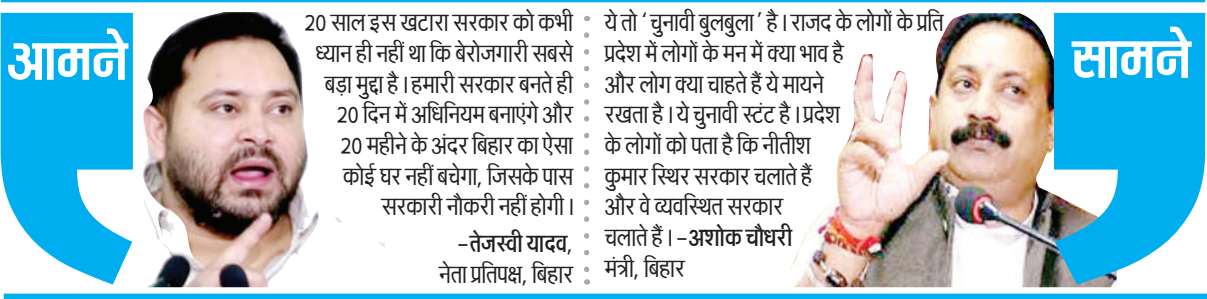 आमने
20 साल इस खटारा सरकार को कभी
ध्यान ही नहीं था कि बेरोजगारी सबसे
बड़ा मुद्दा है । हमारी सरकार बनते ही
20 दिन में अधिनियम बनाएंगे और
20 महीने के अंदर बिहार का ऐसा
कोई घर नहीं बचेगा, जिसके पास
सरकारी नौकरी नहीं होगी ।
–तेजस्वी यादव,
नेता प्रतिपक्ष, बिहार
ये तो ‘ चुनावी बुलबुला ’ है । राजद के लोगों के प्रति
प्रदेश में लोगों के मन में क्या भाव है
और लोग क्या चाहते हैं ये मायने
रखता है । ये चुनावी स्टंट है । प्रदेश
के लोगों को पता है कि नीतीश
कुमार स्थिर सरकार चलाते हैं
और वे व्यवस्थित सरकार
चलाते हैं । –अशोक चौधरी
मंत्री, बिहार
सामने